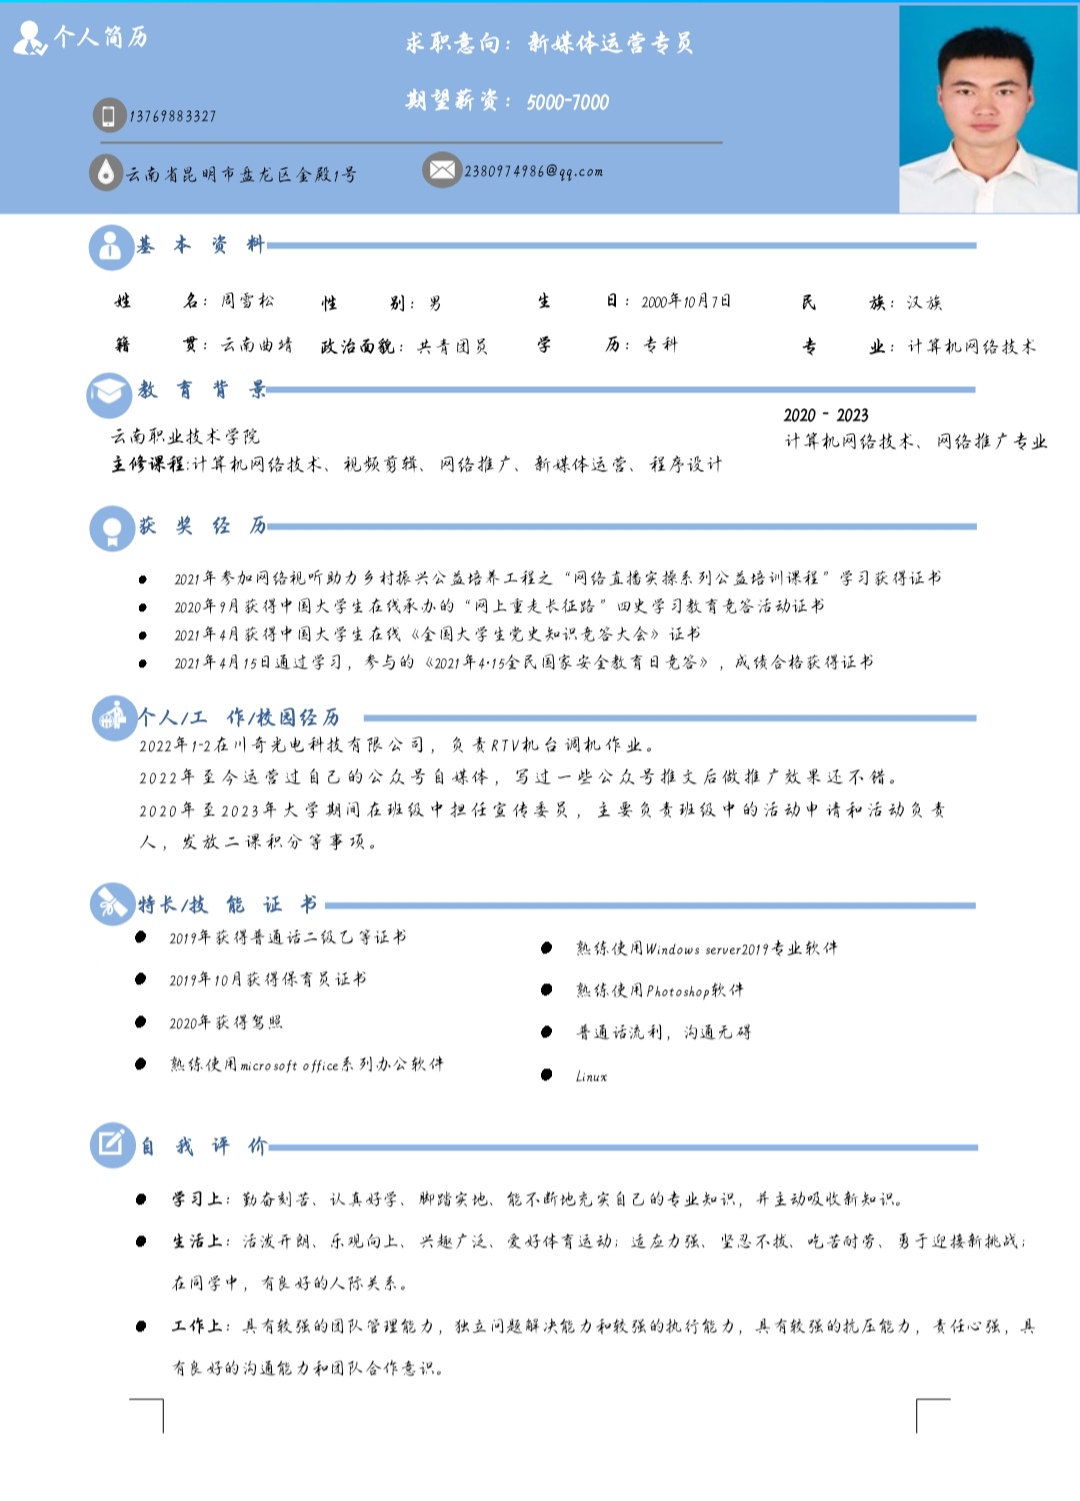 个人简历
求职意向：新媒体运营专员
期望薪资：5000-7000
13769883327
云南省昆明市盘龙区金殿1号
2380974986@qq.com
基 本 资 料
姓 名：周雪松 性 别：男 生 日：2000年10月7日 民 族：汉族
籍 贯：云南曲靖 政治面貌：共青团员 学 历：专科 专 业：计算机网络技术
教 育 背 景
2020 - 2023
云南职业技术学院 计算机网络技术、网络推广专业
主修课程:计算机网络技术、视频剪辑、网络推广、新媒体运营、程序设计
获 奖 经 历
2021年参加网络视听助力乡村振兴公益培养工程之“网络直播实操系列公益培训课程”学习获得证书
2020年9月获得中国大学生在线承办的“网上重走长征路”四史学习教育竞答活动证书
2021年4月获得中国大学生在线《全国大学生党史知识竞答大会》证书
2021年4月15日通过学习，参与的《2021年4·15全民国家安全教育日竞答》，成绩合格获得证书
个人/工 作/校园经历
2022年1-2在川奇光电科技有限公司，负责RTV机台调机作业。
2022年至今运营过自己的公众号自媒体，写过一些公众号推文后做推广效果还不错。
2020年至2023年大学期间在班级中担任宣传委员，主要负责班级中的活动申请和活动负责
人，发放二课积分等事项。
特长/技 能 证 书
2019年获得普通话二级乙等证书
2019年10月获得保育员证书
2020年获得驾照
熟练使用microsoft office系列办公软件
熟练使用Windows server2019专业软件
熟练使用Photoshop软件
普通话流利，沟通无碍
Linux
自 我 评 价
学习上：勤奋刻苦、认真好学、脚踏实地、能不断地充实自己的专业知识，并主动吸收新知识。
生活上：活泼开朗、乐观向上、兴趣广泛、爱好体育运动；适应力强、坚忍不拔、吃苦耐劳、勇于迎接新挑战；
在同学中，有良好的人际关系。
工作上：具有较强的团队管理能力，独立问题解决能力和较强的执行能力，具有较强的抗压能力，责任心强，具
有良好的沟通能力和团队合作意识。